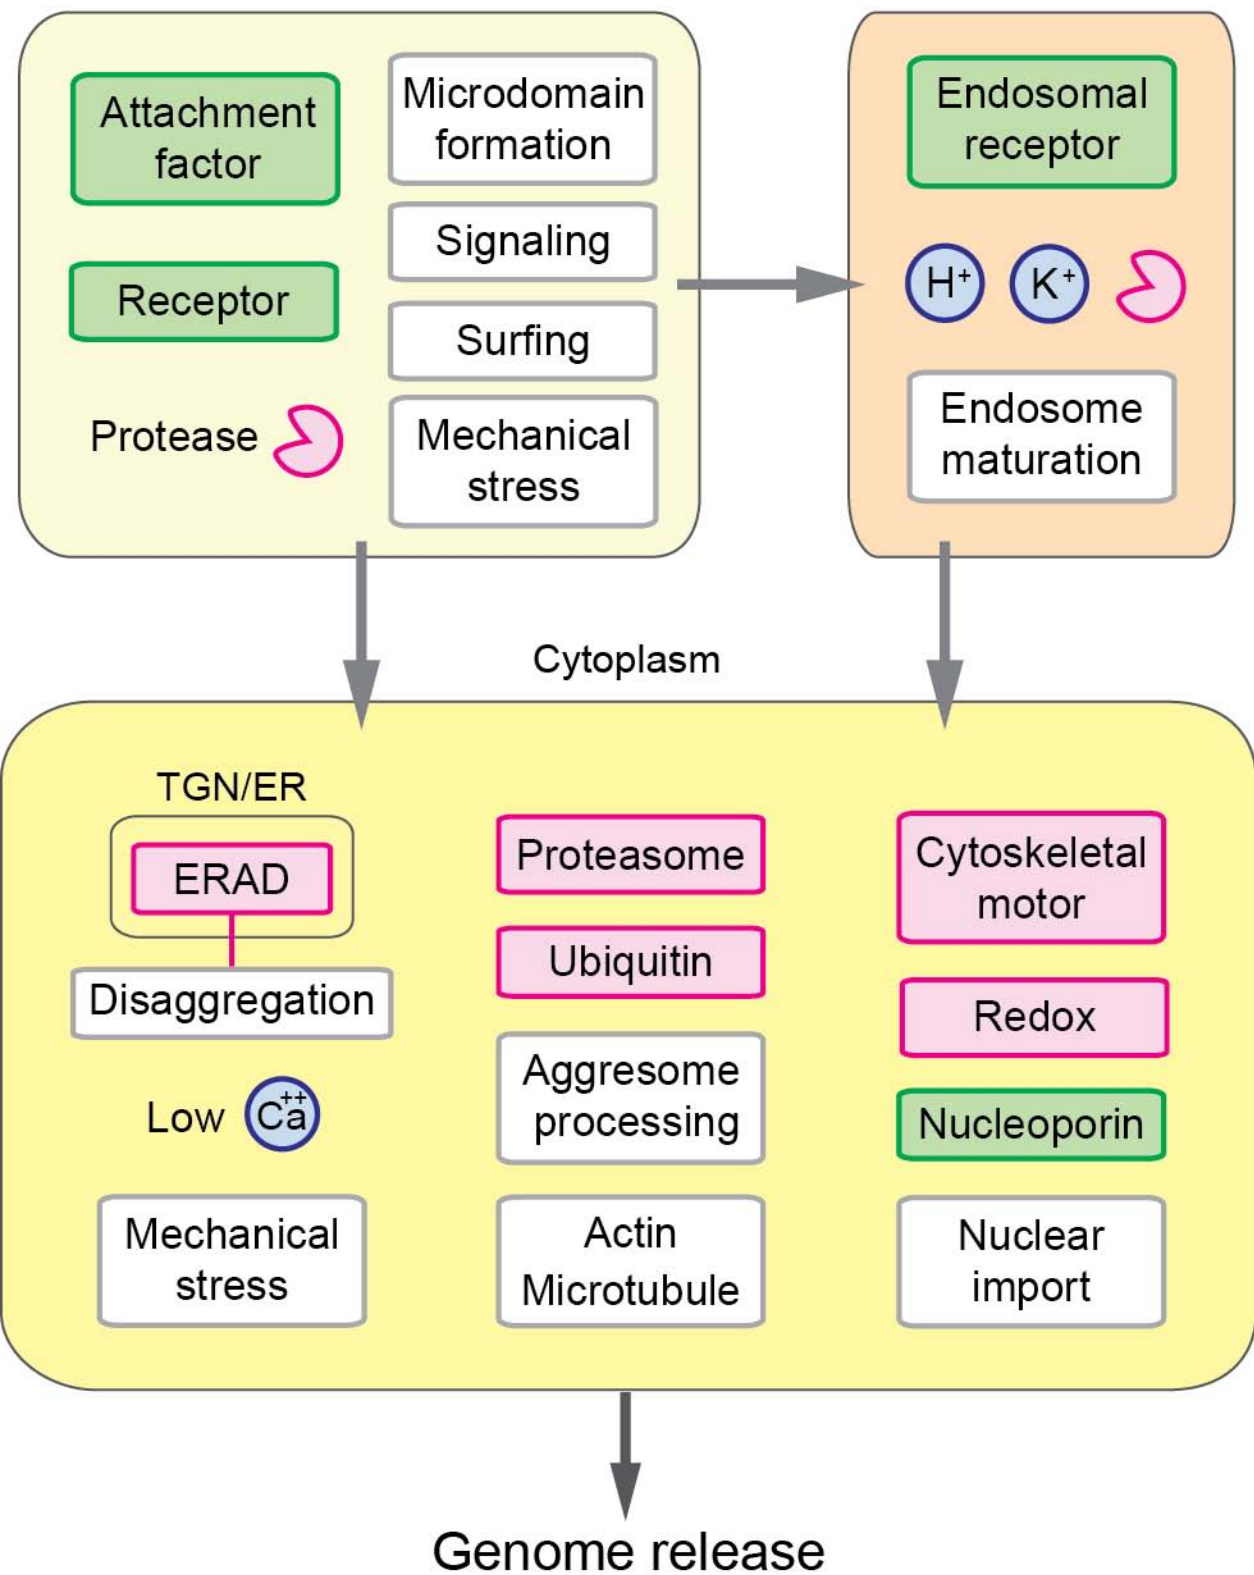 Attachment
factor
Receptor
Protease
Microdomain
formation
Signaling
Surfing
Mechanical
stress
Endosomal
receptor
H+
K+
Endosome
maturation
Cytoplasm
TGN/ER
ERAD
Disaggregation
Low Ca++
Mechanical
stress
Proteasome
Ubiquitin
Aggresome
processing
Actin
Microtubule
Cytoskeletal
motor
Redox
Nucleoporin
Nuclear
import
Genome release